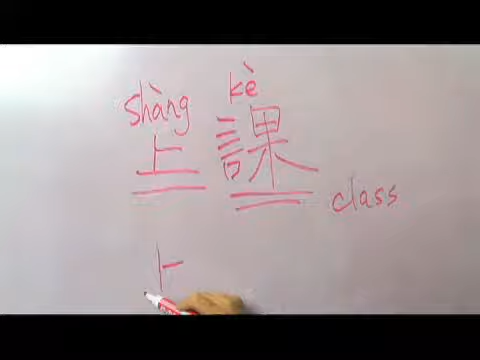 shàng kè
上 課
class